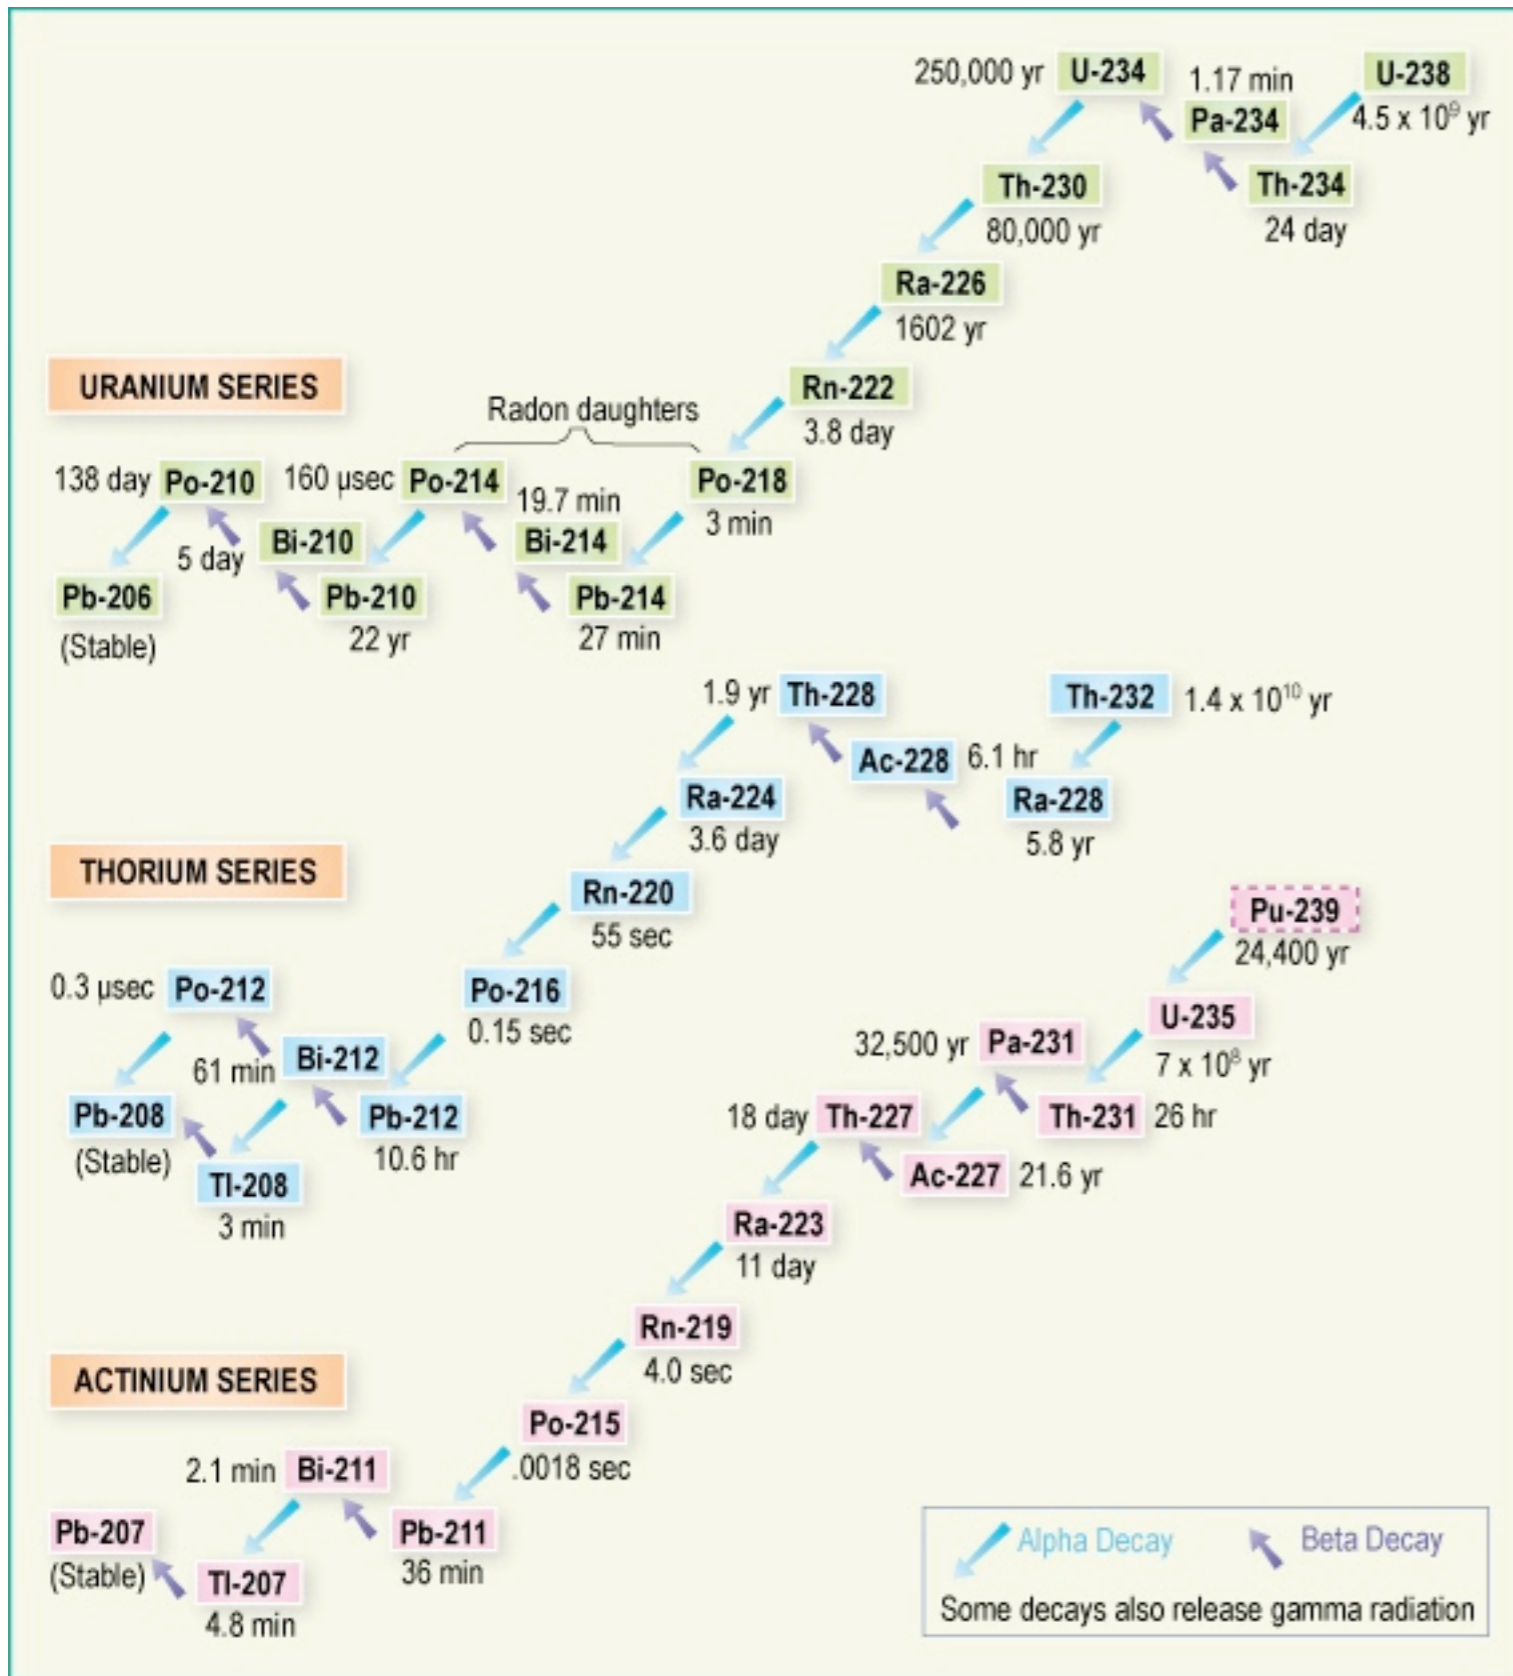 250,000 yr U-234 1.17 min U-238
Pa-234 4.5 x 10⁹ yr
Th-230 Th-234
80,000 yr 24 day
Ra-226
1602 yr
URANIUM SERIES Rn-222
Radon daughters 3.8 day
138 day Po-210 160 µsec Po-214 19.7 min Po-218
3 min
5 day Bi-210 Bi-214
Pb-206 Pb-210 Pb-214
(Stable) 22 yr 27 min
1.9 yr Th-228 Th-232 1.4 x 10¹⁰ yr
Ac-228 6.1 hr
Ra-224 Ra-228
3.6 day 5.8 yr
THORIUM SERIES
Rn-220 Pu-239
55 sec 24,400 yr
0.3 µsec Po-212 Po-216 U-235
0.15 sec 32,500 yr Pa-231 7 x 10⁸ yr
61 min Bi-212
Pb-208 Pb-212 18 day Th-227 Th-231 26 hr
(Stable) 10.6 hr
Tl-208 Ac-227 21.6 yr
3 min Ra-223
11 day
Rn-219
4.0 sec
ACTINIUM SERIES
Po-215
2.1 min Bi-211 .0018 sec
Pb-207 Pb-211 Alpha Decay Beta Decay
(Stable) Tl-207 36 min
4.8 min Some decays also release gamma radiation